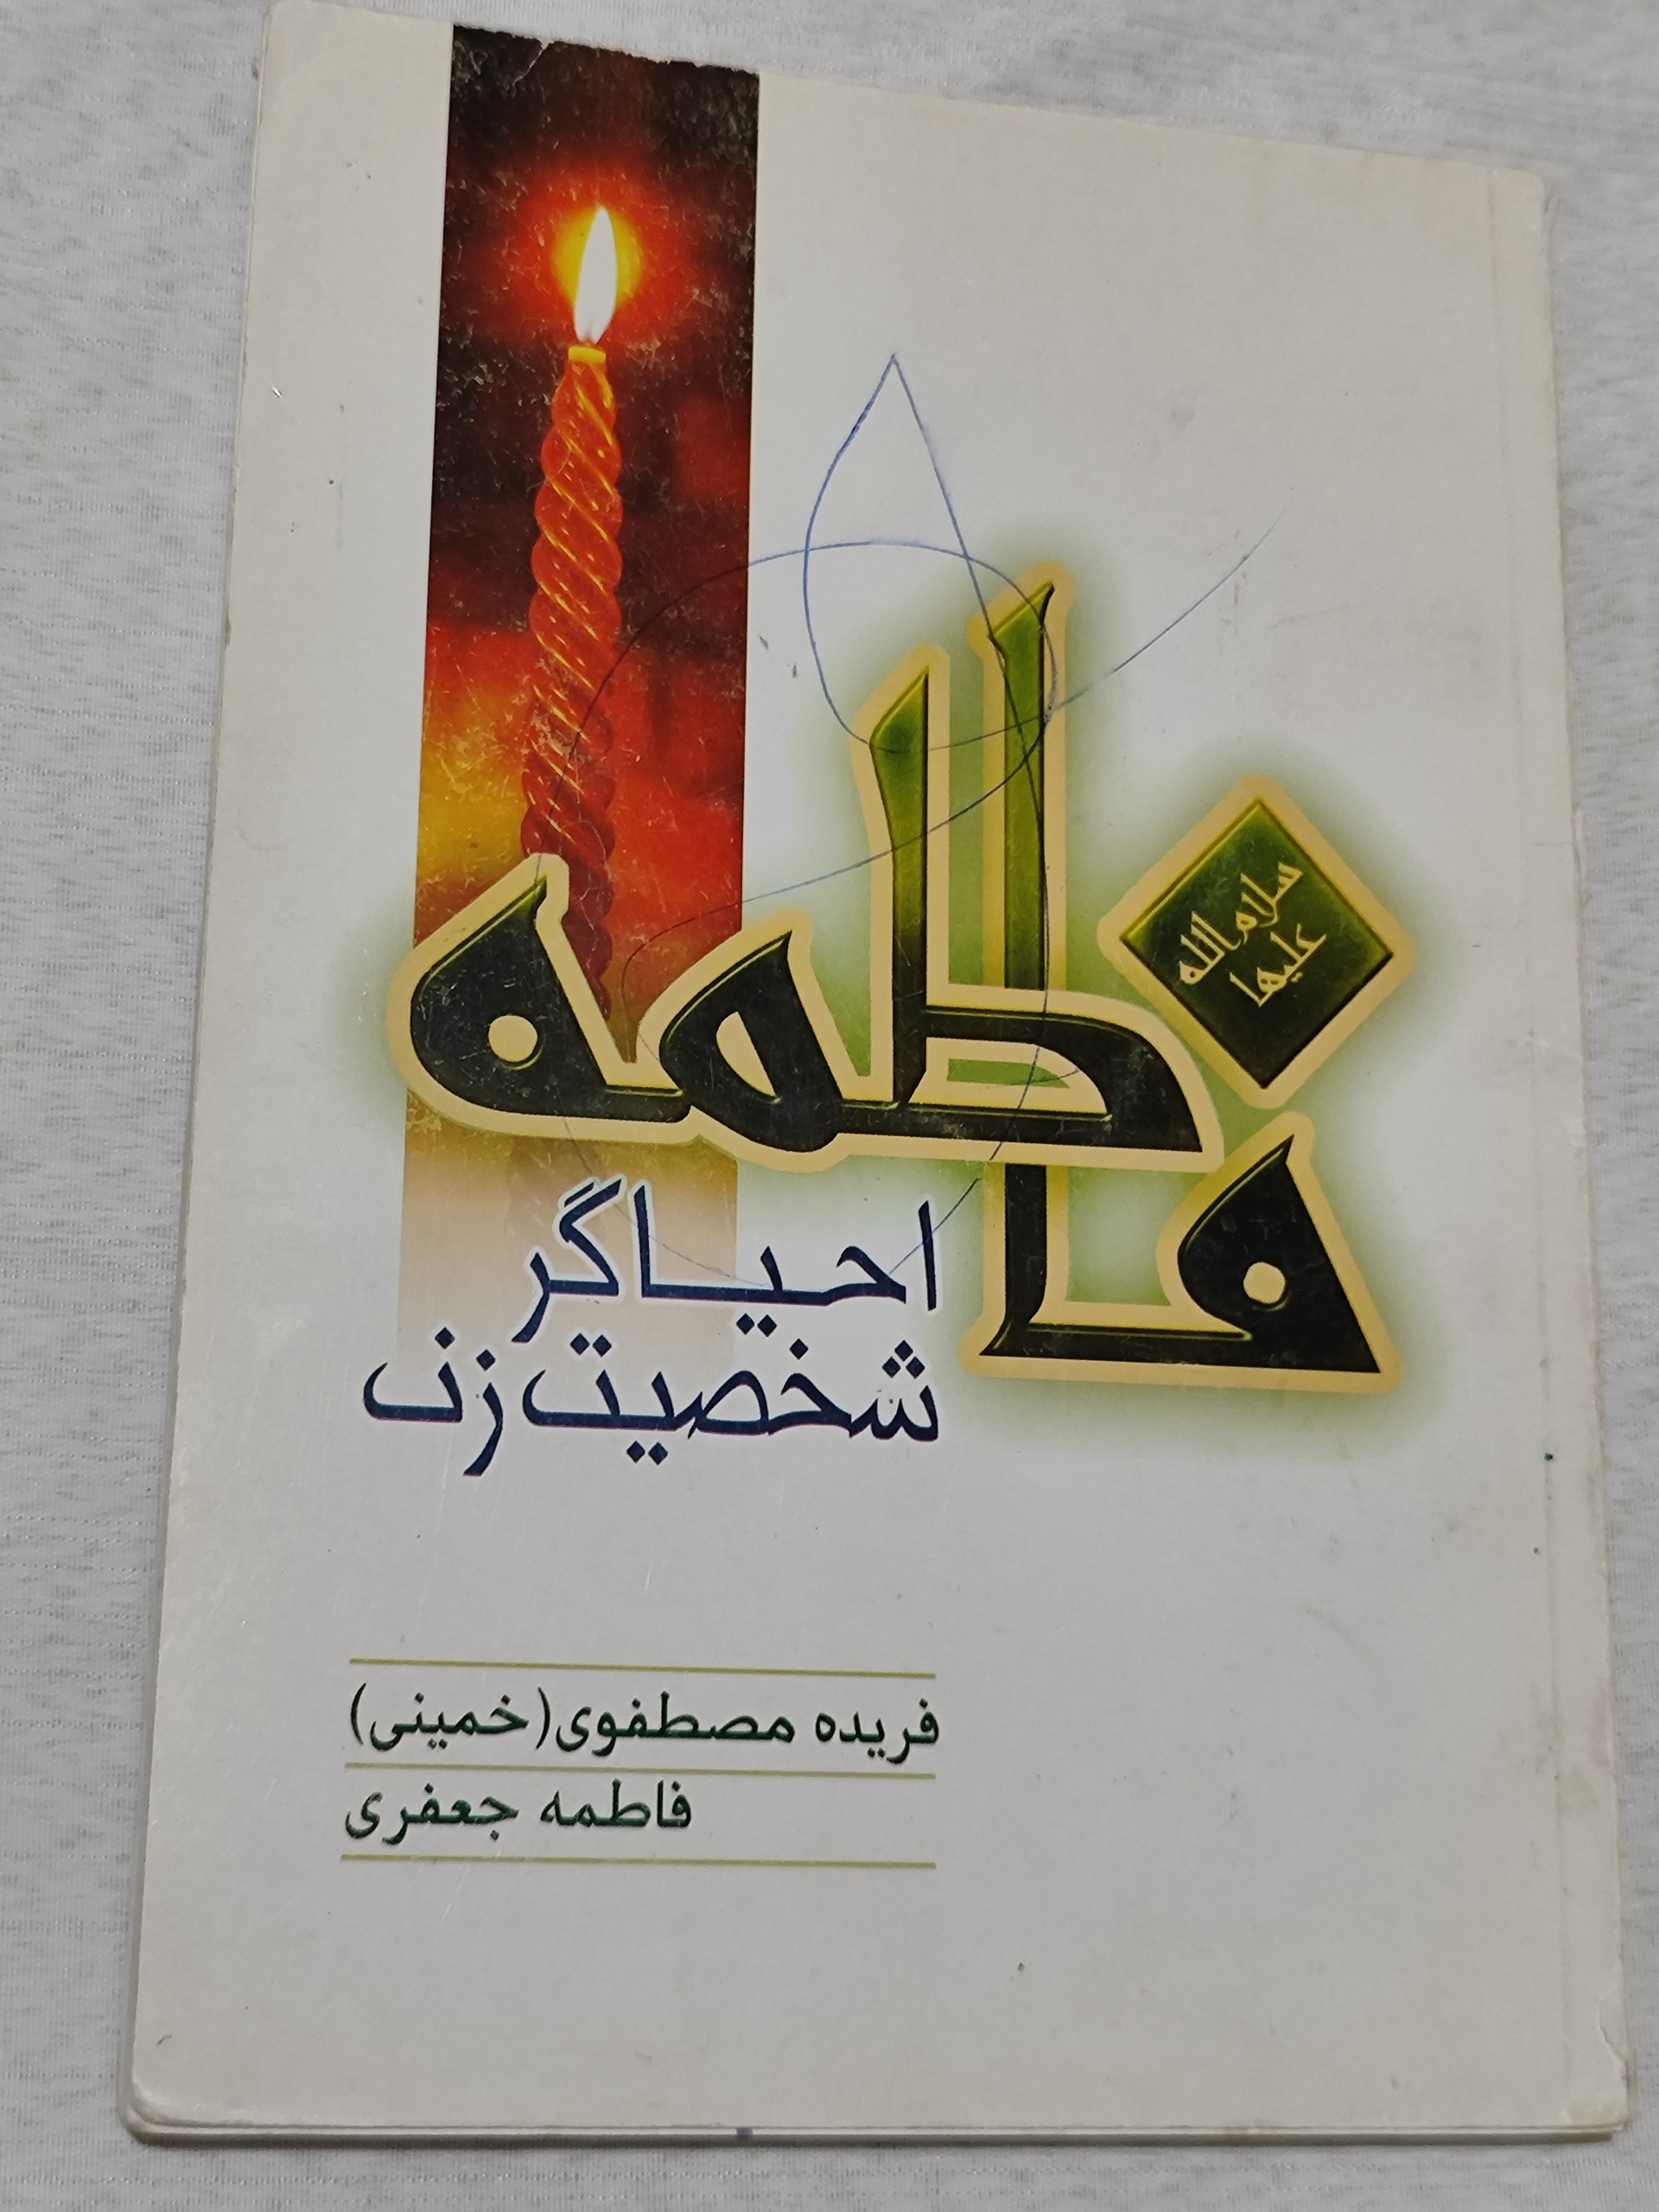 فاطمه
سلام الله
علیها
احیاگر
شخصیت زن
فریده مصطفوی (خمینی)
فاطمه جعفری